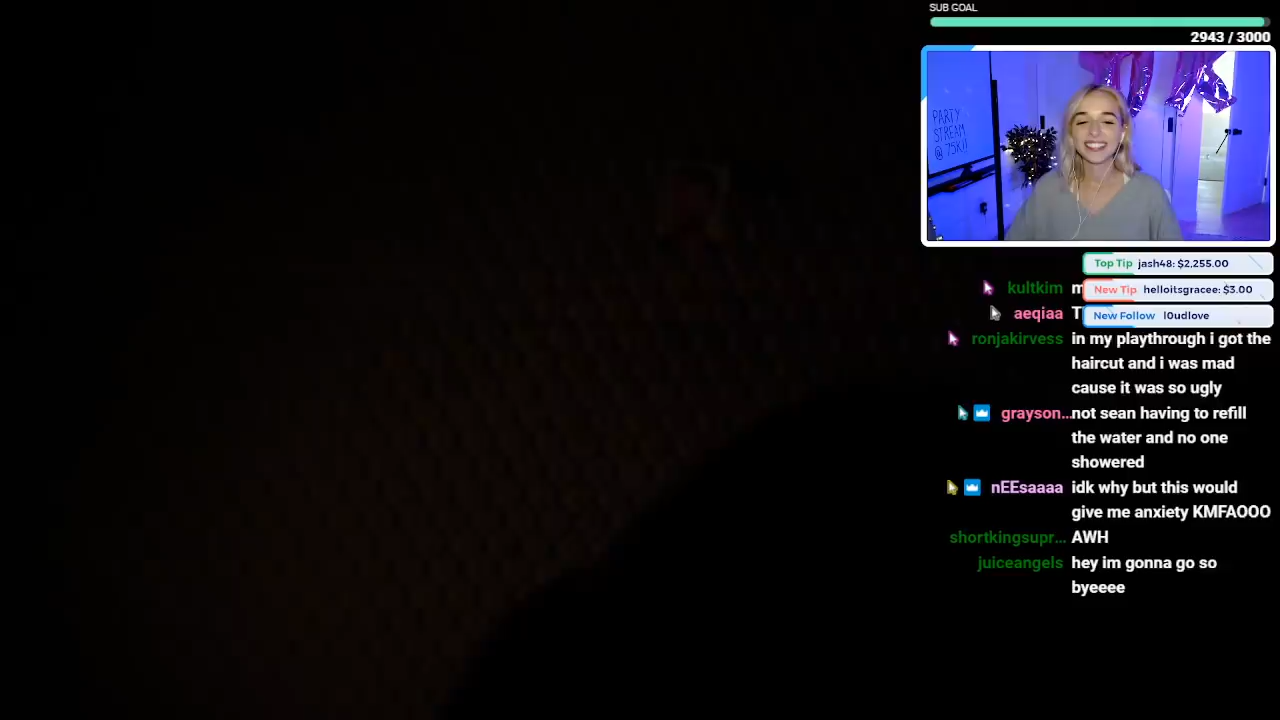 SUB GOAL
2943 / 3000
PARTY
STREAM
@ 75K!!
Top Tip jash48: $2,255.00
kultkim m
New Tip helloitsgracee: $3.00
aeqiaa T
New Follow l0udlove
ronjakirvess in my playthrough i got the
haircut and i was mad
cause it was so ugly
grayson... not sean having to refill
the water and no one
showered
nEEsaaaa idk why but this would
give me anxiety KMFAOOO
shortkingsupr... AWH
juiceangels hey im gonna go so
byeeee